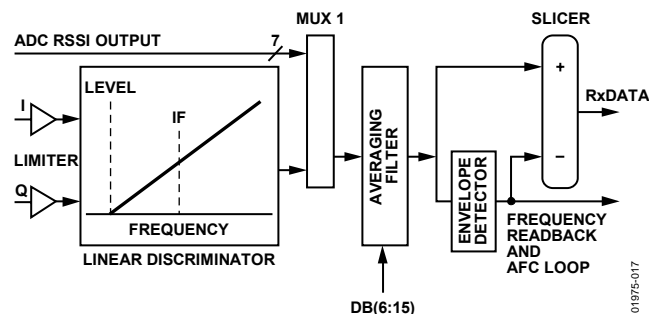 MUX 1
SLICER
ADC RSSI OUTPUT
7
LEVEL
IF
I
LIMITER
Q
FREQUENCY
LINEAR DISCRIMINATOR
AVERAGING
FILTER
DB(6:15)
ENVELOPE
DETECTOR
+
–
RxDATA
FREQUENCY
READBACK
AND
AFC LOOP
01975-017